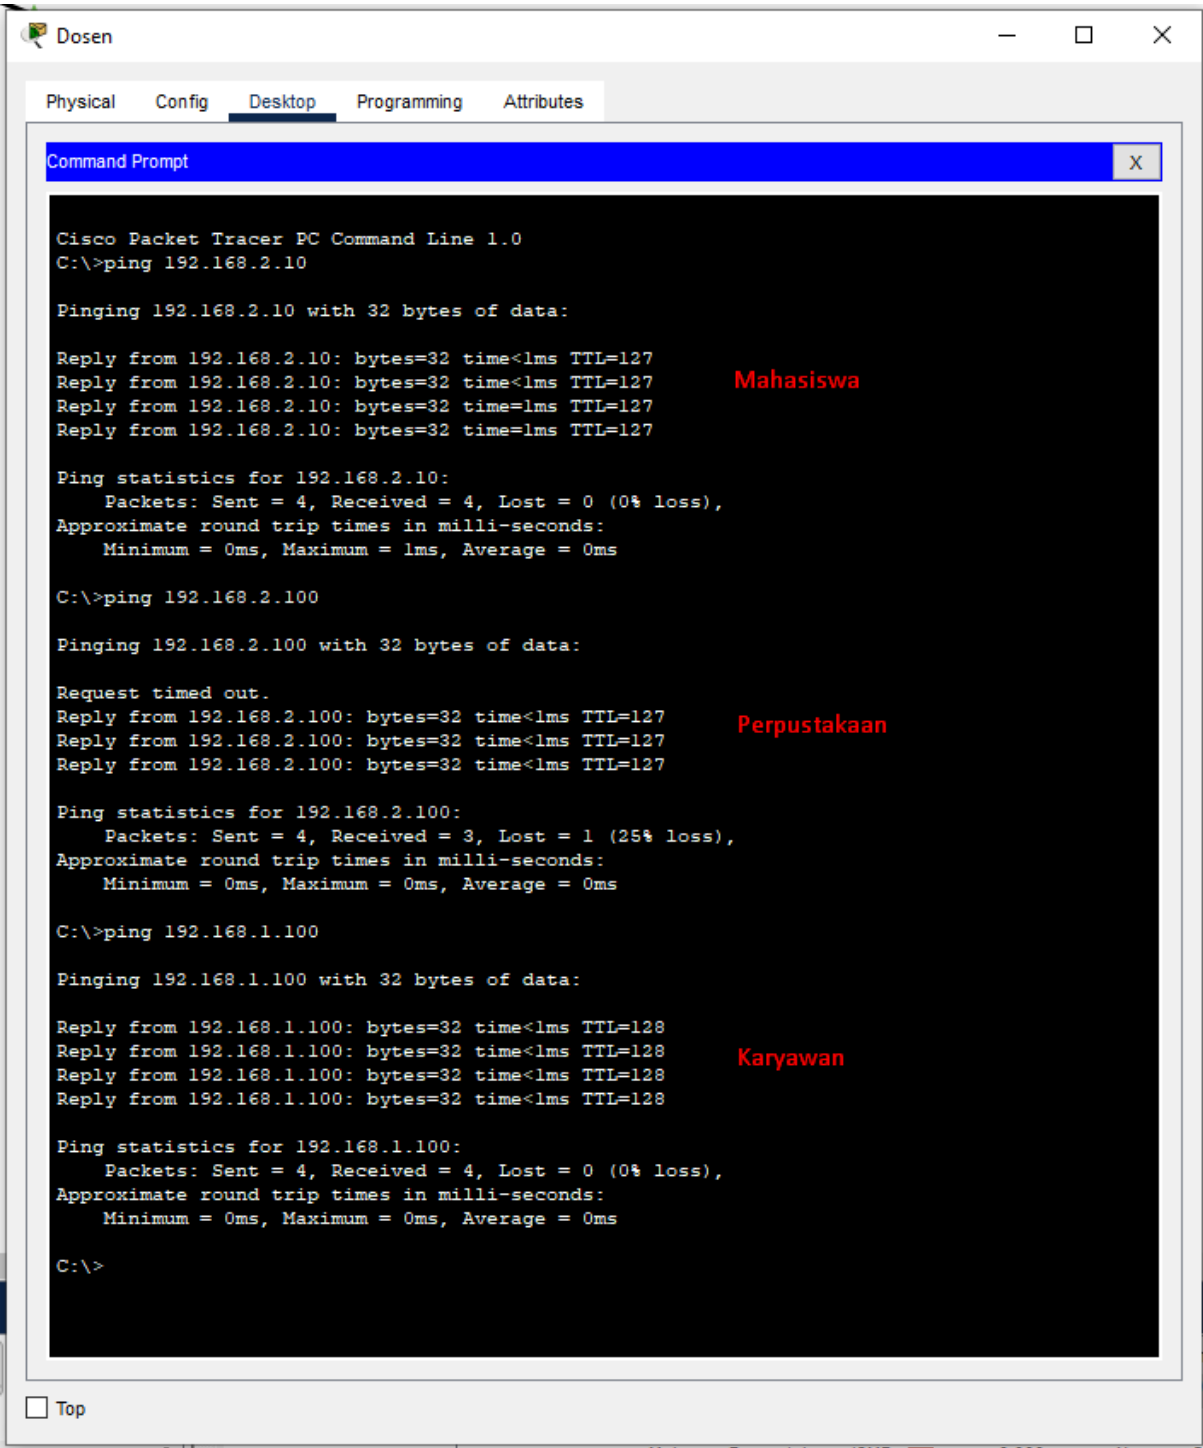 Dosen
Physical Config Desktop Programming Attributes
Command Prompt
X
Cisco Packet Tracer PC Command Line 1.0
C:\>ping 192.168.2.10
Pinging 192.168.2.10 with 32 bytes of data:
Reply from 192.168.2.10: bytes=32 time<1ms TTL=127
Reply from 192.168.2.10: bytes=32 time<1ms TTL=127
Mahasiswa
Reply from 192.168.2.10: bytes=32 time=1ms TTL=127
Reply from 192.168.2.10: bytes=32 time=1ms TTL=127
Ping statistics for 192.168.2.10:
Packets: Sent = 4, Received = 4, Lost = 0 (0% loss),
Approximate round trip times in milli-seconds:
Minimum = 0ms, Maximum = 1ms, Average = 0ms
C:\>ping 192.168.2.100
Pinging 192.168.2.100 with 32 bytes of data:
Request timed out.
Reply from 192.168.2.100: bytes=32 time<1ms TTL=127
Perpustakaan
Reply from 192.168.2.100: bytes=32 time<1ms TTL=127
Reply from 192.168.2.100: bytes=32 time<1ms TTL=127
Ping statistics for 192.168.2.100:
Packets: Sent = 4, Received = 3, Lost = 1 (25% loss),
Approximate round trip times in milli-seconds:
Minimum = 0ms, Maximum = 0ms, Average = 0ms
C:\>ping 192.168.1.100
Pinging 192.168.1.100 with 32 bytes of data:
Reply from 192.168.1.100: bytes=32 time<1ms TTL=128
Reply from 192.168.1.100: bytes=32 time<1ms TTL=128
Karyawan
Reply from 192.168.1.100: bytes=32 time<1ms TTL=128
Reply from 192.168.1.100: bytes=32 time<1ms TTL=128
Ping statistics for 192.168.1.100:
Packets: Sent = 4, Received = 4, Lost = 0 (0% loss),
Approximate round trip times in milli-seconds:
Minimum = 0ms, Maximum = 0ms, Average = 0ms
C:\>
Top